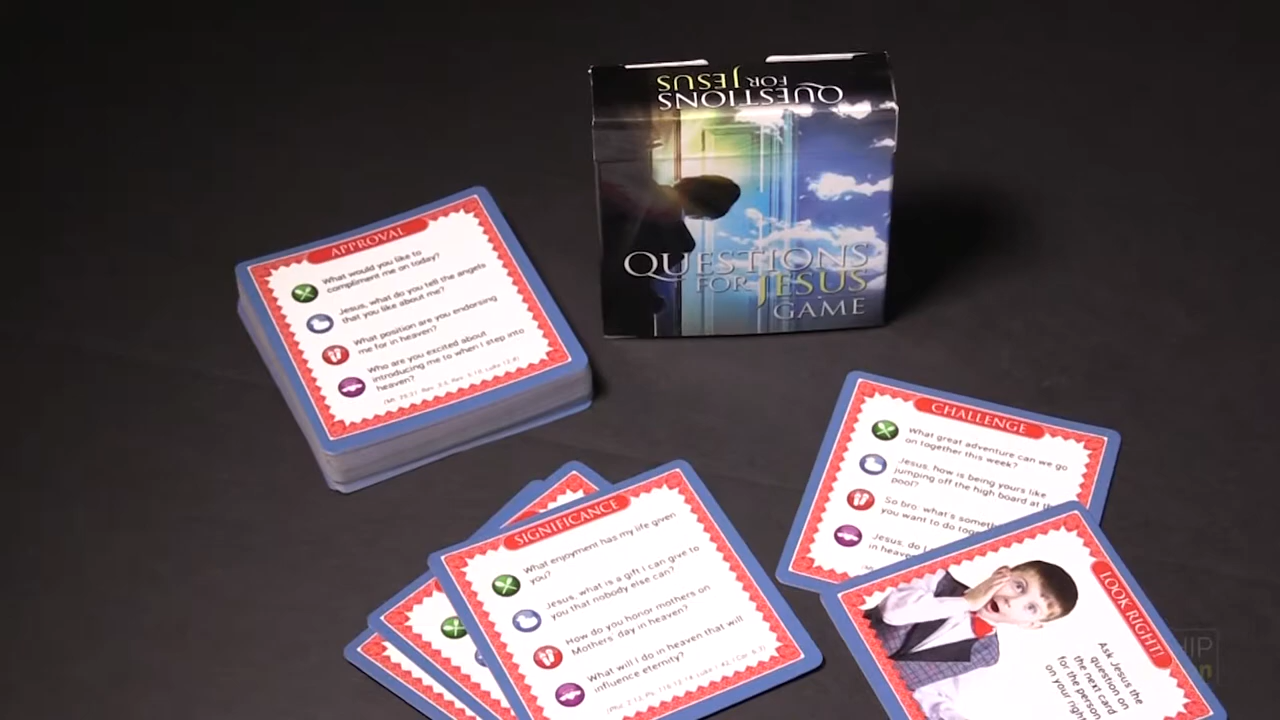 QUESTIONS
FOR JESUS
QUESTIONS
FOR JESUS
GAME
APPROVAL
What would you like to
compliment me on today?
Jesus, what do you tell the angels
that you like about me?
What position are you endorsing
me for in heaven?
Who are you excited about
introducing me to when I step into
heaven?
SIGNIFICANCE
What enjoyment has my life given
you?
Jesus, what is a gift I can give to
you that nobody else can?
How do you honor mothers on
Mothers' day in heaven?
What will I do in heaven that will
influence eternity?
CHALLENGE
What great adventure can we go
on together this week?
Jesus, how is being yours like
jumping off the high board at the
pool?
So bro, what's
you want to do
Jesus, do I
in heaven
LOOK RIGHT!
Ask Jesus the
question on
the next card
for the person
on your right